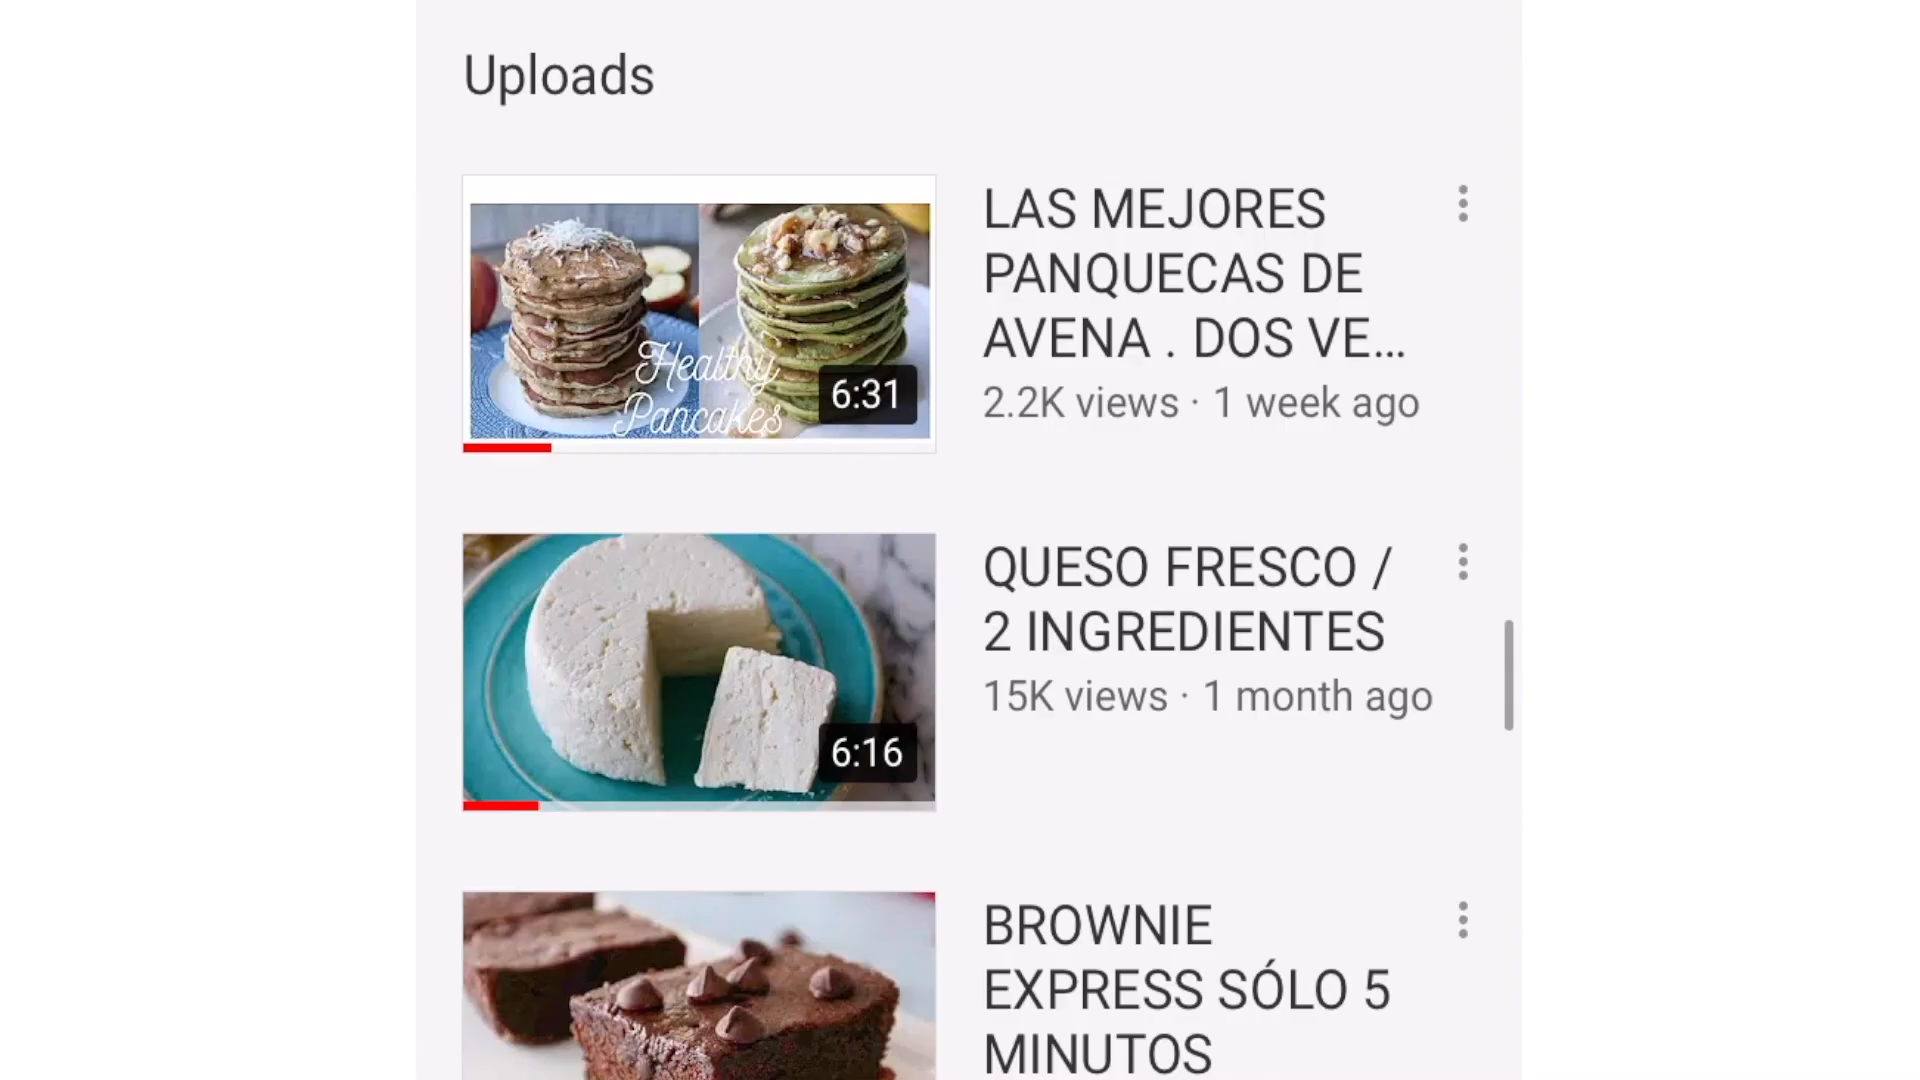 Uploads
LAS MEJORES
PANQUECAS DE
AVENA . DOS VE...
2.2K views · 1 week ago
Healthy
Pancakes
6:31
QUESO FRESCO /
2 INGREDIENTES
15K views · 1 month ago
6:16
BROWNIE
EXPRESS SÓLO 5
MINUTOS